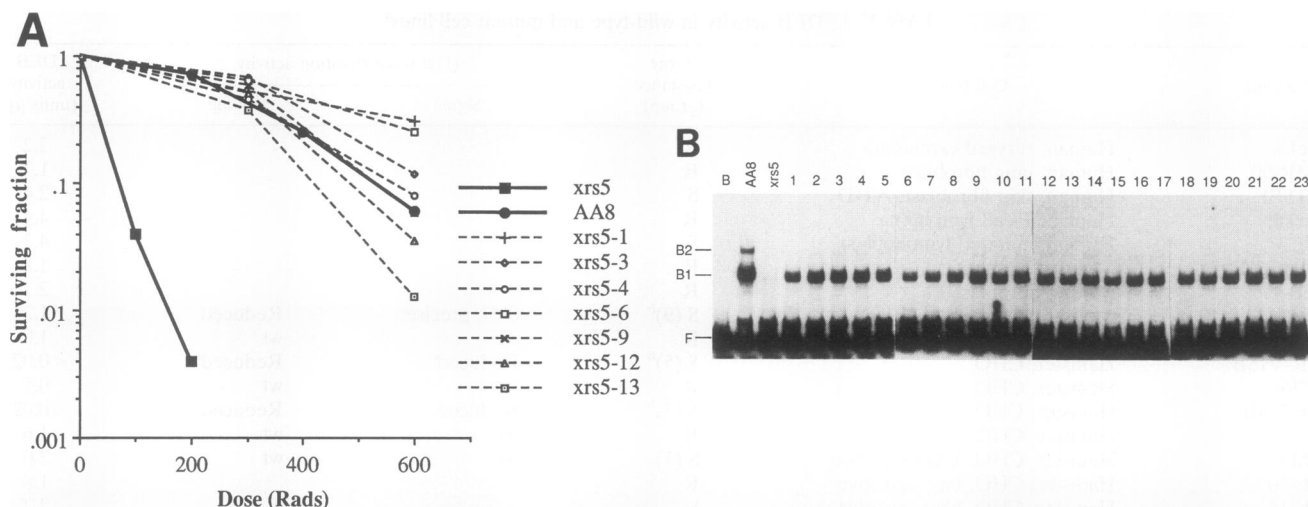 A
1
.1
.01
.001
Surviving fraction
0 200 400 600
Dose (Rads)
xrs5
AA8
xrs5-1
xrs5-3
xrs5-4
xrs5-6
xrs5-9
xrs5-12
xrs5-13
B
B AA8 xrs5 1 2 3 4 5 6 7 8 9 10 11 12 13 14 15 16 17 18 19 20 21 22 23
B2
B1
F